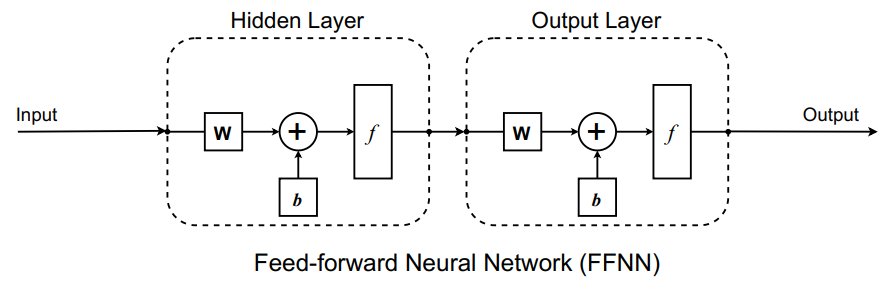 Hidden Layer
Output Layer
Input
W
+
f
b
W
+
f
b
Output
Feed-forward Neural Network (FFNN)